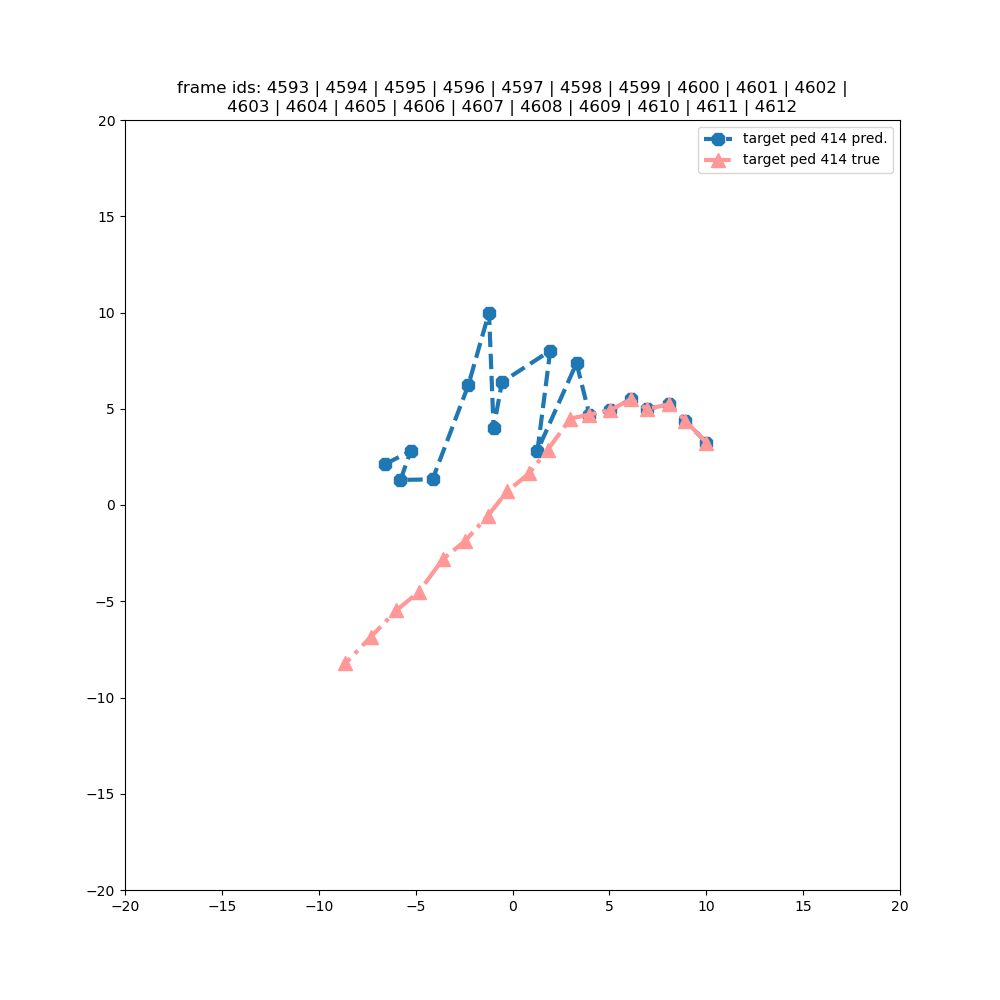 frame ids: 4593 | 4594 | 4595 | 4596 | 4597 | 4598 | 4599 | 4600 | 4601 | 4602 |
4603 | 4604 | 4605 | 4606 | 4607 | 4608 | 4609 | 4610 | 4611 | 4612
target ped 414 pred.
target ped 414 true
20
15
10
5
0
−5
−10
−15
−20
−20 −15 −10 −5 0 5 10 15 20